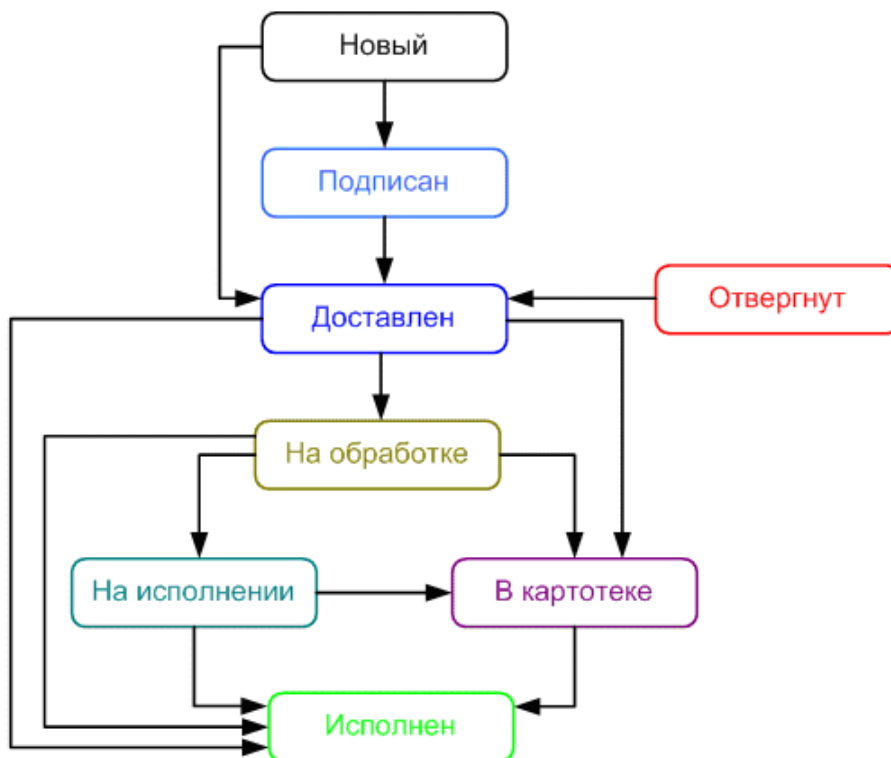 Новый
Подписан
Доставлен
Отвергнут
На обработке
На исполнении
В картотеке
Исполнен